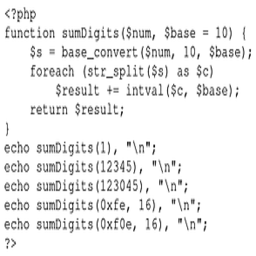 <?php
function sumDigits($num, $base = 10) {
    $s = base_convert($num, 10, $base);
    foreach (str_split($s) as $c)
        $result += intval($c, $base);
    return $result;
}
echo sumDigits(1), "\n";
echo sumDigits(12345), "\n";
echo sumDigits(123045), "\n";
echo sumDigits(0xfe, 16), "\n";
echo sumDigits(0xf0e, 16), "\n";
?>